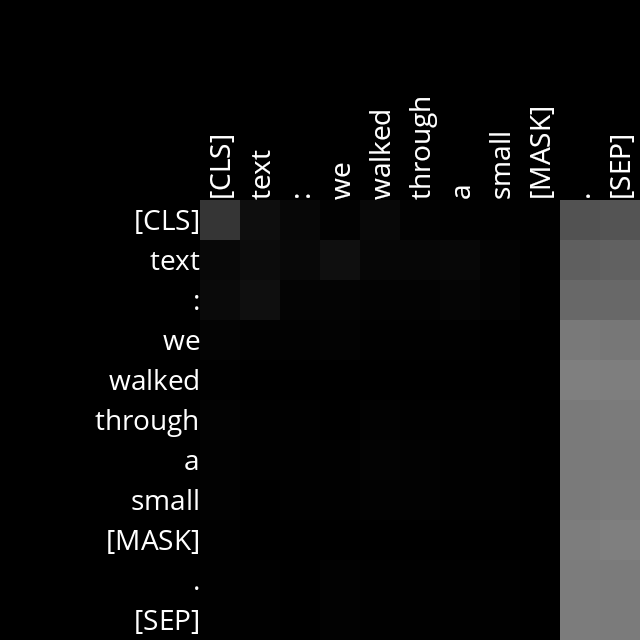 [CLS] text : we walked through a small [MASK] . [SEP]
[CLS]
text
:
we
walked
through
a
small
[MASK]
.
[SEP]